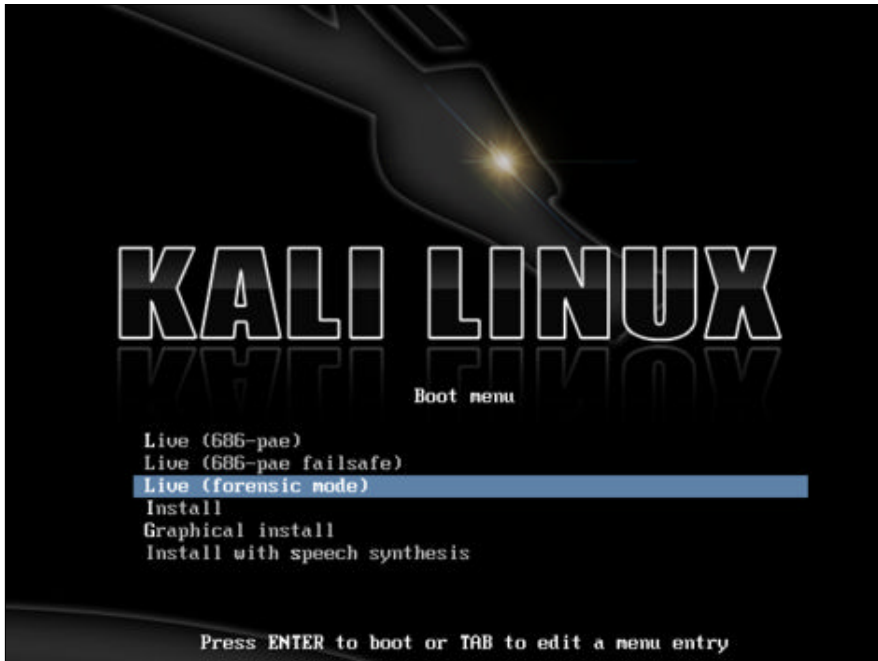 KALI LINUX
Boot menu
Live (686-pae)
Live (686-pae failsafe)
Live (forensic mode)
Install
Graphical install
Install with speech synthesis
Press ENTER to boot or TAB to edit a menu entry